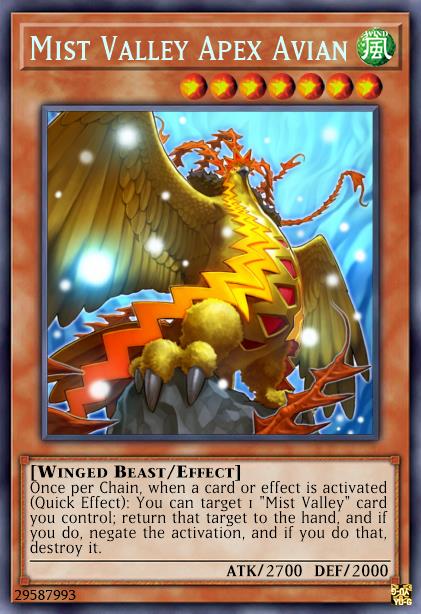 MIST VALLEY APEX AVIAN
WIND
風
[WINGED BEAST/EFFECT]
Once per Chain, when a card or effect is activated
(Quick Effect): You can target 1 "Mist Valley" card
you control; return that target to the hand, and if
you do, negate the activation, and if you do that,
destroy it.
ATK/2700 DEF/2000
29587993